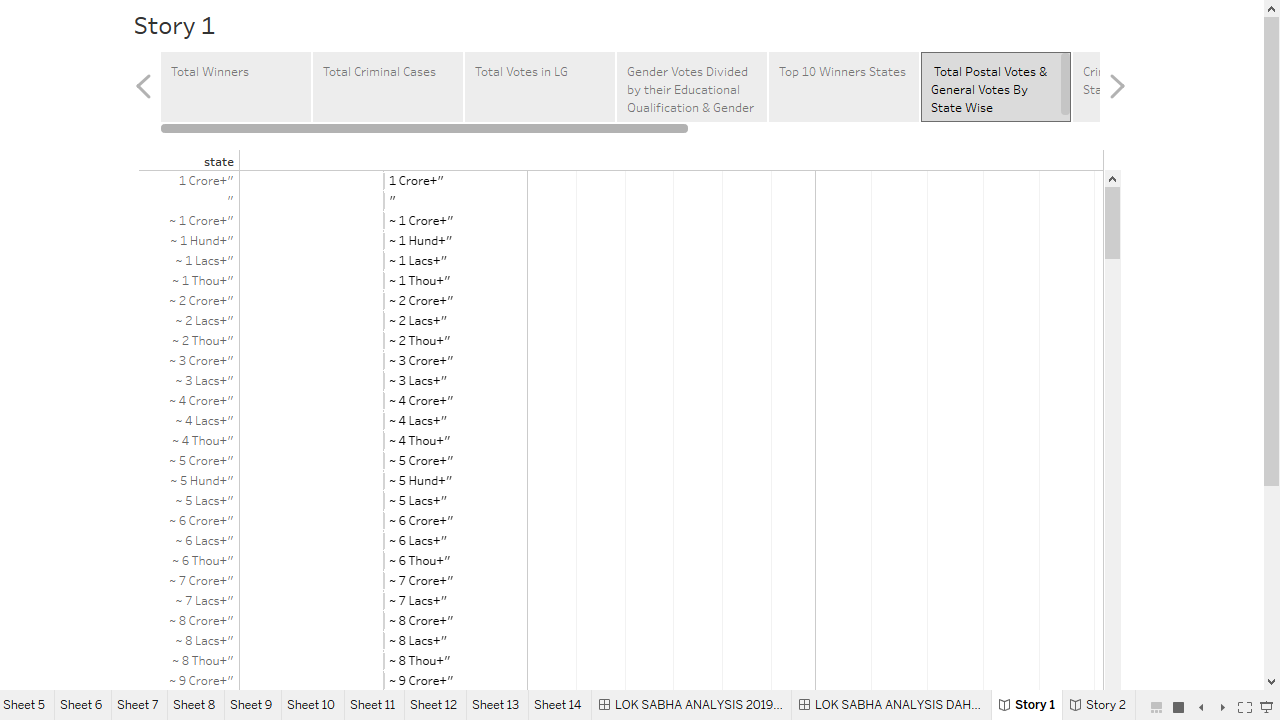 Story 1
Total Winners
Total Criminal Cases
Total Votes in LG
Gender Votes Divided
by their Educational
Qualification & Gender
Top 10 Winners States
Total Postal Votes &
General Votes By
State Wise
state
1 Crore+" 1 Crore+"
" "
~ 1 Crore+" ~ 1 Crore+"
~ 1 Hund+" ~ 1 Hund+"
~ 1 Lacs+" ~ 1 Lacs+"
~ 1 Thou+" ~ 1 Thou+"
~ 2 Crore+" ~ 2 Crore+"
~ 2 Lacs+" ~ 2 Lacs+"
~ 2 Thou+" ~ 2 Thou+"
~ 3 Crore+" ~ 3 Crore+"
~ 3 Lacs+" ~ 3 Lacs+"
~ 4 Crore+" ~ 4 Crore+"
~ 4 Lacs+" ~ 4 Lacs+"
~ 4 Thou+" ~ 4 Thou+"
~ 5 Crore+" ~ 5 Crore+"
~ 5 Hund+" ~ 5 Hund+"
~ 5 Lacs+" ~ 5 Lacs+"
~ 6 Crore+" ~ 6 Crore+"
~ 6 Lacs+" ~ 6 Lacs+"
~ 6 Thou+" ~ 6 Thou+"
~ 7 Crore+" ~ 7 Crore+"
~ 7 Lacs+" ~ 7 Lacs+"
~ 8 Crore+" ~ 8 Crore+"
~ 8 Lacs+" ~ 8 Lacs+"
~ 8 Thou+" ~ 8 Thou+"
~ 9 Crore+" ~ 9 Crore+"
Sheet 5 Sheet 6 Sheet 7 Sheet 8 Sheet 9 Sheet 10 Sheet 11 Sheet 12 Sheet 13 Sheet 14 LOK SABHA ANALYSIS 2019... LOK SABHA ANALYSIS DAH... Story 1 Story 2